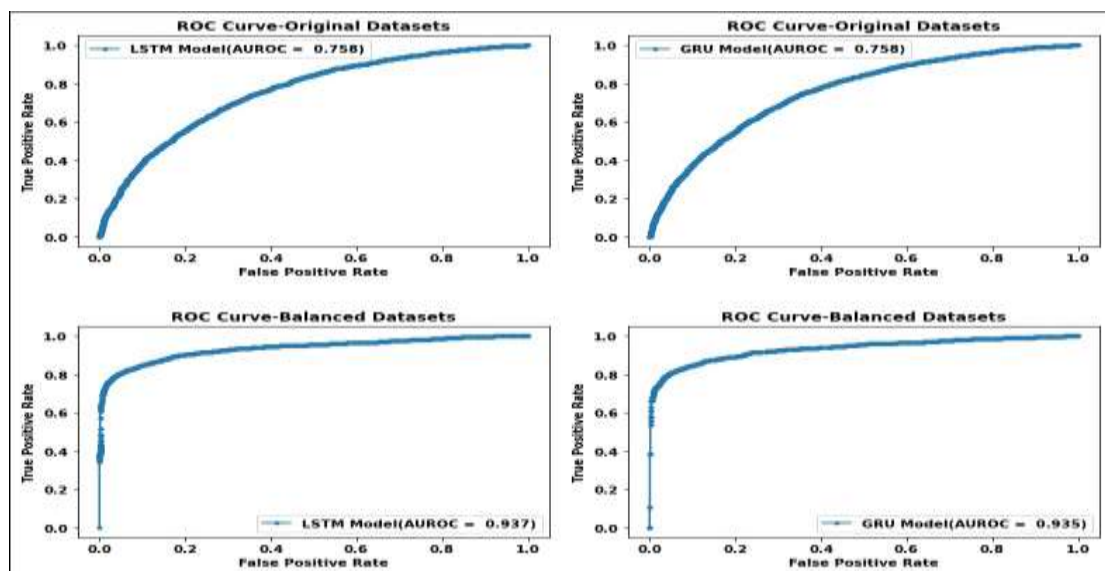 ROC Curve-Original Datasets
1.0
0.8
0.6
0.4
0.2
0.0
True Positive Rate
LSTM Model(AUROC = 0.758)
0.0 0.2 0.4 0.6 0.8 1.0
False Positive Rate
ROC Curve-Original Datasets
1.0
0.8
0.6
0.4
0.2
0.0
True Positive Rate
GRU Model(AUROC = 0.758)
0.0 0.2 0.4 0.6 0.8 1.0
False Positive Rate
ROC Curve-Balanced Datasets
1.0
0.8
0.6
0.4
0.2
0.0
True Positive Rate
LSTM Model(AUROC = 0.937)
0.0 0.2 0.4 0.6 0.8 1.0
False Positive Rate
ROC Curve-Balanced Datasets
1.0
0.8
0.6
0.4
0.2
0.0
True Positive Rate
GRU Model(AUROC = 0.935)
0.0 0.2 0.4 0.6 0.8 1.0
False Positive Rate